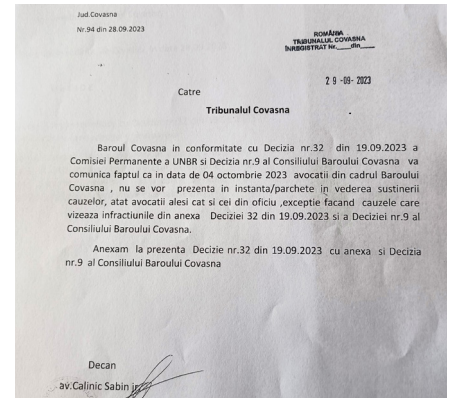 Jud.Covasna
Nr.94 din 28.09.2023
ROMÂNIA
TRIBUNALUL COVASNA
ÎNREGISTRAT Nr.____din____
29 -09- 2023
Catre
Tribunalul Covasna
Baroul Covasna in conformitate cu Decizia nr.32 din 19.09.2023 a
Comisiei Permanente a UNBR si Decizia nr.9 al Consiliului Baroului Covasna va
comunica faptul ca in data de 04 octombrie 2023 avocatii din cadrul Baroului
Covasna , nu se vor prezenta in instanta/parchete in vederea sustinerii
cauzelor, atat avocatii alesi cat si cei din oficiu ,exceptie facand cauzele care
vizeaza infractiunile din anexa Deciziei 32 din 19.09.2023 si a Deciziei nr.9 al
Consiliului Baroului Covasna.
Anexam la prezenta Decizie nr.32 din 19.09.2023 cu anexa si Decizia
nr.9 al Consiliului Baroului Covasna
Decan
av.Calinic Sabin jr